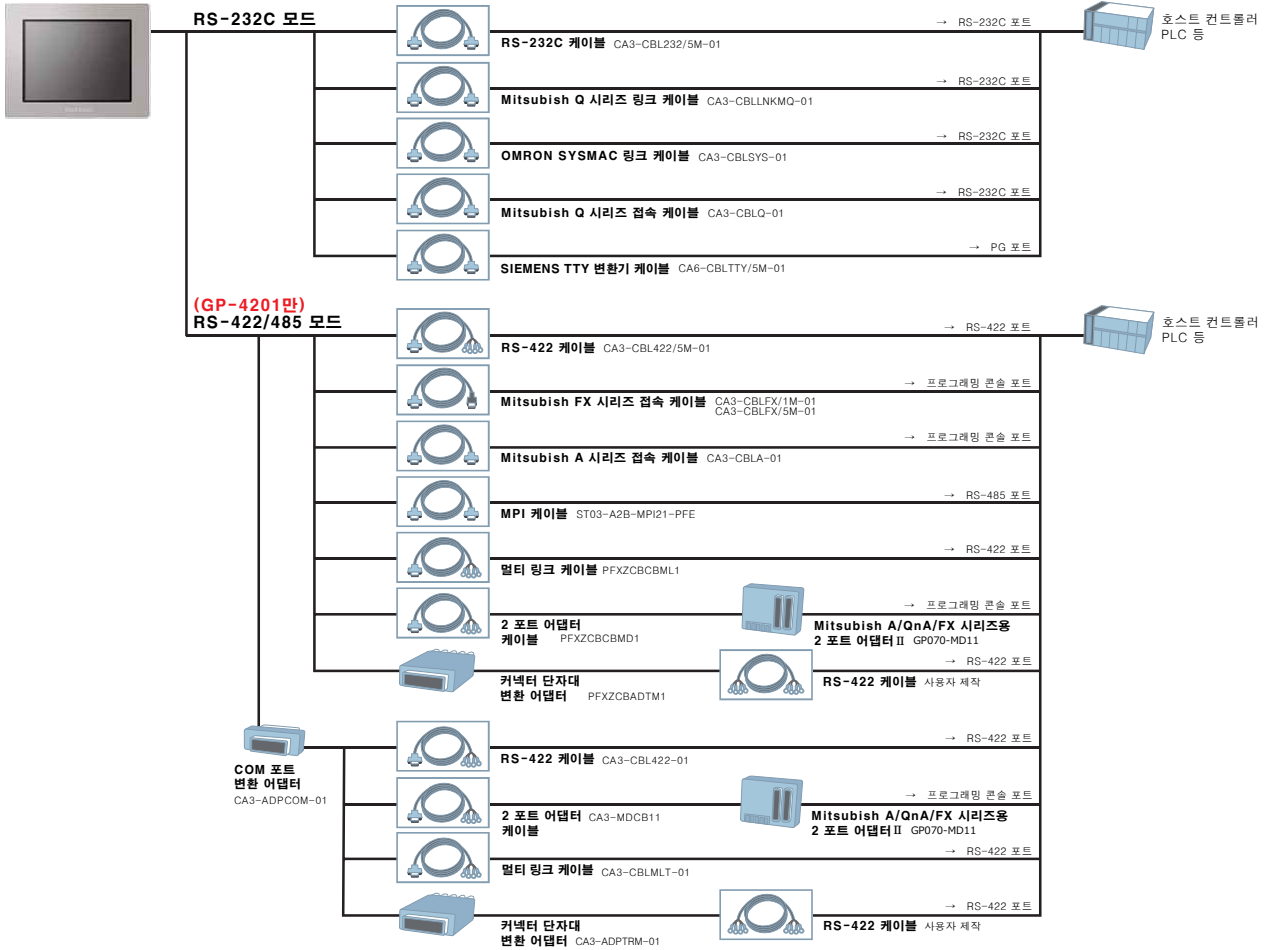 RS-232C 모드
→ RS-232C 포트
호스트 컨트롤러
PLC 등
RS-232C 케이블 CA3-CBL232/5M-01
→ RS-232C 포트
Mitsubish Q 시리즈 링크 케이블 CA3-CBLLNKMQ-01
→ RS-232C 포트
OMRON SYSMAC 링크 케이블 CA3-CBLSYS-01
→ RS-232C 포트
Mitsubish Q 시리즈 접속 케이블 CA3-CBLQ-01
→ PG 포트
SIEMENS TTY 변환기 케이블 CA6-CBLTTY/5M-01
(GP-4201만)
RS-422/485 모드
→ RS-422 포트
호스트 컨트롤러
PLC 등
RS-422 케이블 CA3-CBL422/5M-01
→ 프로그래밍 콘솔 포트
Mitsubish FX 시리즈 접속 케이블 CA3-CBLFX/1M-01
CA3-CBLFX/5M-01
→ 프로그래밍 콘솔 포트
Mitsubish A 시리즈 접속 케이블 CA3-CBLA-01
→ RS-485 포트
MPI 케이블 ST03-A2B-MPI21-PFE
→ RS-422 포트
멀티 링크 케이블 PFXZCBCBML1
→ 프로그래밍 콘솔 포트
2 포트 어댑터
케이블 PFXZCBCBMD1
Mitsubish A/QnA/FX 시리즈용
2 포트 어댑터Ⅱ GP070-MD11
→ RS-422 포트
커넥터 단자대
변환 어댑터 PFXZCBADTM1
RS-422 케이블 사용자 제작
COM 포트
변환 어댑터
CA3-ADPCOM-01
→ RS-422 포트
RS-422 케이블 CA3-CBL422-01
→ 프로그래밍 콘솔 포트
2 포트 어댑터 CA3-MDCB11
케이블
Mitsubish A/QnA/FX 시리즈용
2 포트 어댑터Ⅱ GP070-MD11
→ RS-422 포트
멀티 링크 케이블 CA3-CBLMLT-01
→ RS-422 포트
커넥터 단자대
변환 어댑터 CA3-ADPTRM-01
RS-422 케이블 사용자 제작